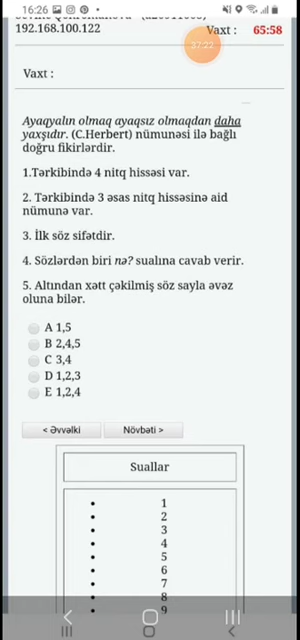 16:26
192.168.100.122
Vaxt : 65:58
37:22
Vaxt :
Ayaqyalın olmaq ayaqsız olmaqdan daha
yaxşıdır. (C.Herbert) nümunəsi ilə bağlı
doğru fikirlərdir.
1.Tərkibində 4 nitq hissəsi var.
2. Tərkibində 3 əsas nitq hissəsinə aid
nümunə var.
3. İlk söz sifətdir.
4. Sözlərdən biri nə? sualına cavab verir.
5. Altından xətt çəkilmiş söz sayla əvəz
oluna bilər.
A 1,5
B 2,4,5
C 3,4
D 1,2,3
E 1,2,4
< Əvvəlki
Növbəti >
Suallar
1
2
3
4
5
6
7
8
9